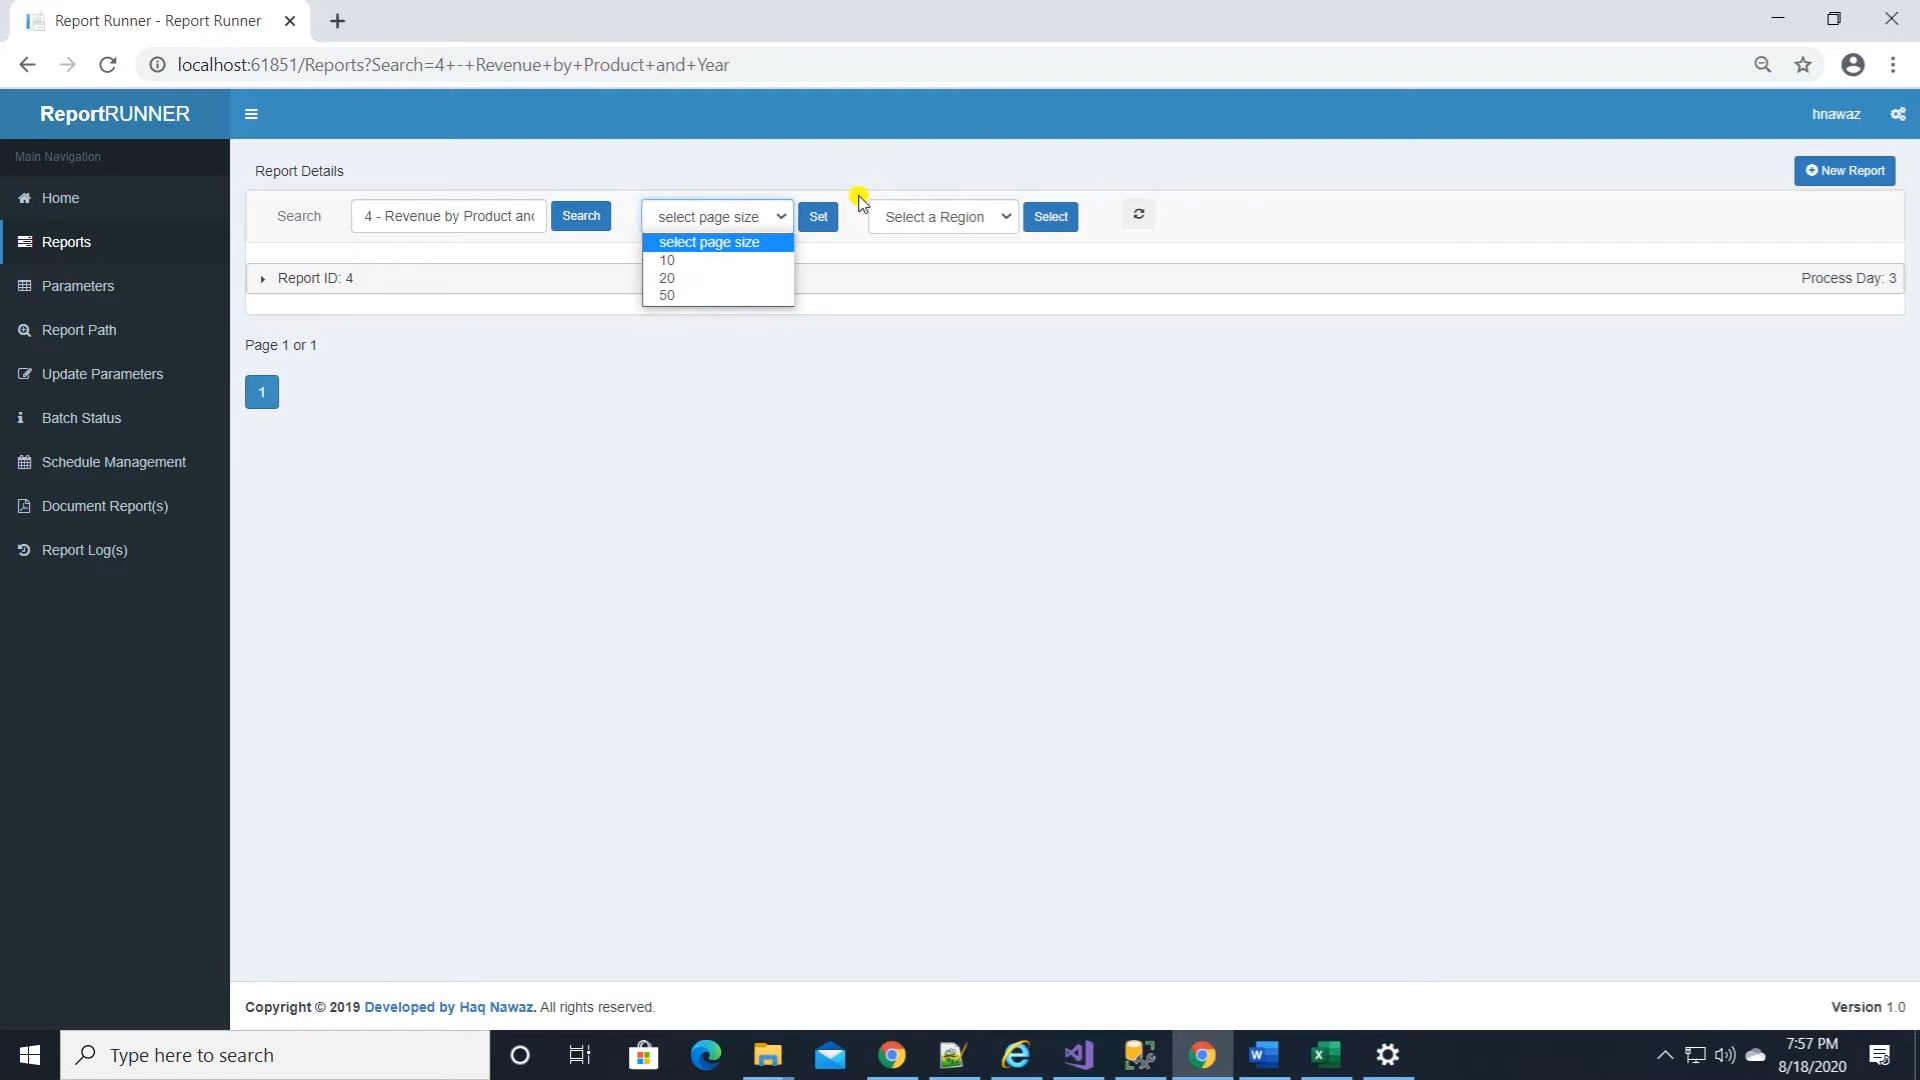 Report Runner - Report Runner
localhost:61851/Reports?Search=4+-+Revenue+by+Product+and+Year
ReportRUNNER
hnawaz
Main Navigation
Home
Reports
Parameters
Report Path
Update Parameters
Batch Status
Schedule Management
Document Report(s)
Report Log(s)
Report Details
New Report
Search
4 - Revenue by Product and
Search
select page size
Set
Select a Region
Select
select page size
10
20
50
Report ID: 4
Process Day: 3
Page 1 or 1
1
Copyright © 2019 Developed by Haq Nawaz. All rights reserved.
Version 1.0
Type here to search
7:57 PM
8/18/2020